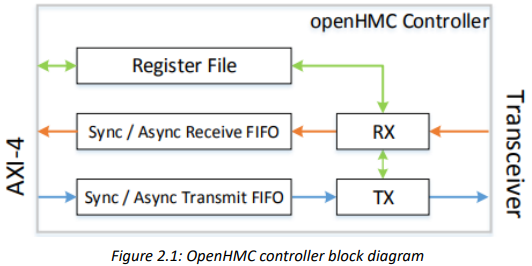 openHMC Controller
Register File
Sync / Async Receive FIFO
RX
Sync / Async Transmit FIFO
TX
AXI-4
Transceiver
Figure 2.1: OpenHMC controller block diagram